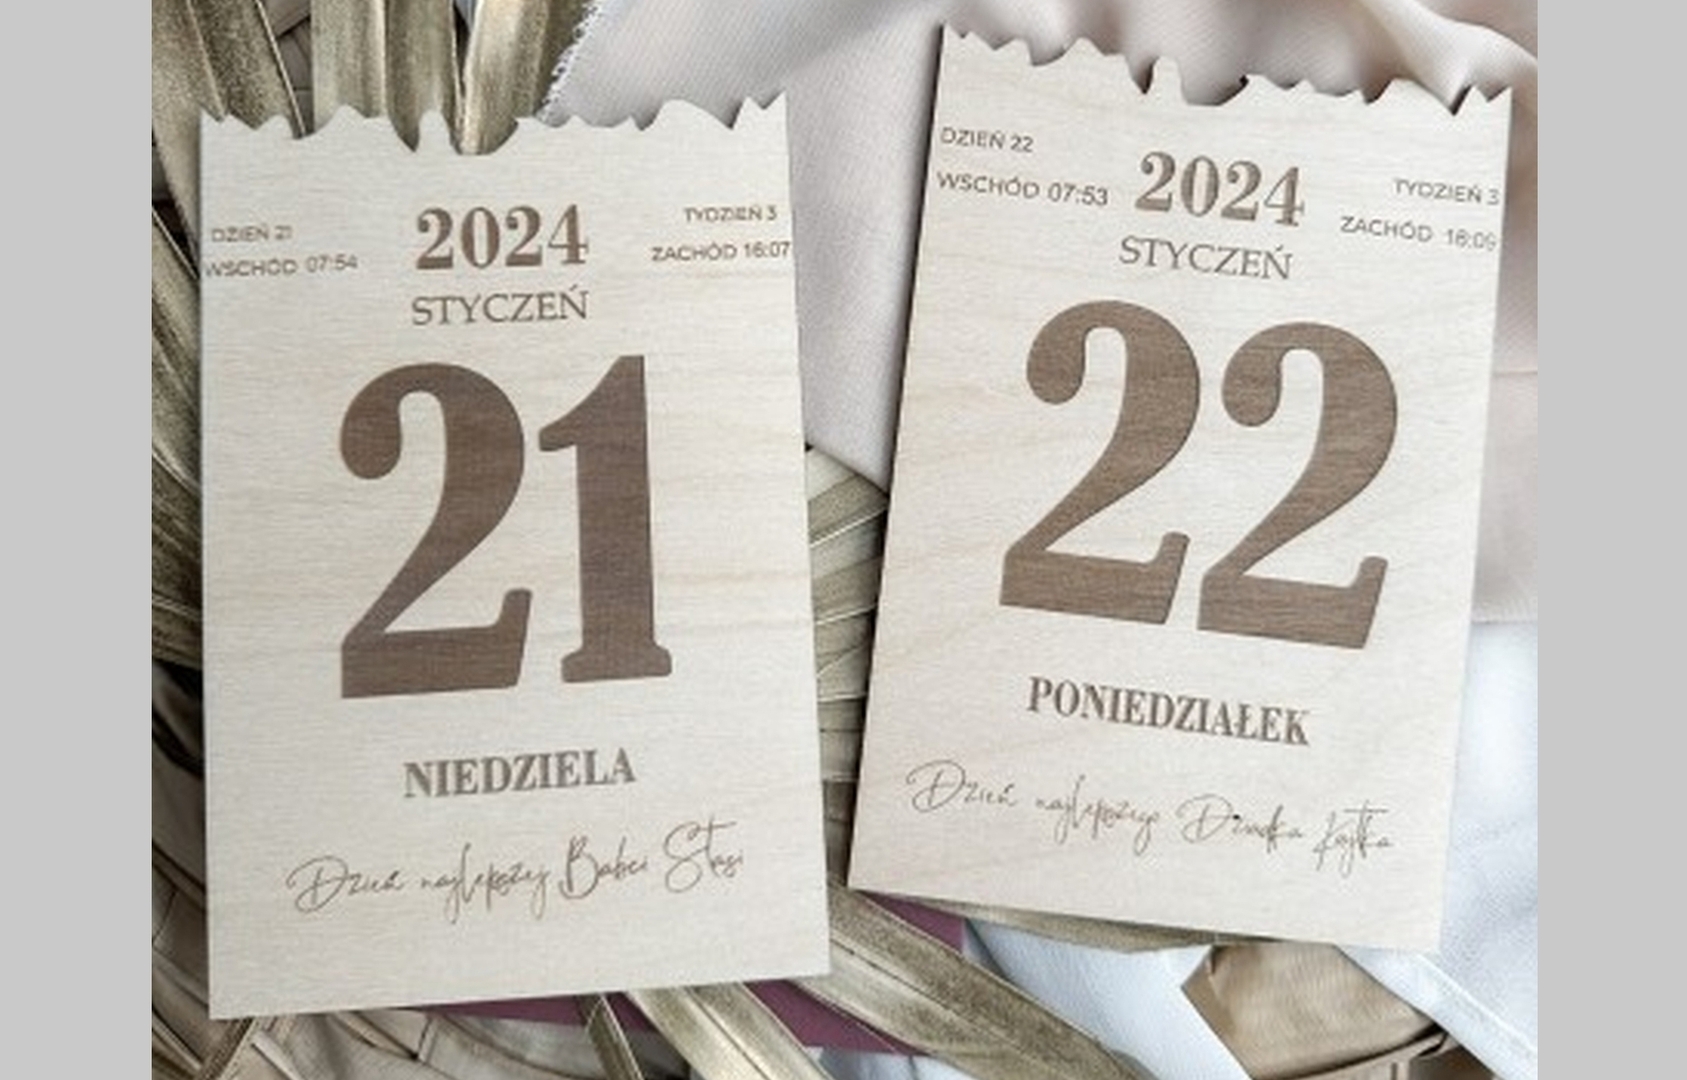 DZIEŃ 21
WSCHÓD 07:54
2024
TYDZIEŃ 3
ZACHÓD 16:07
STYCZEŃ
21
NIEDZIELA
Dzień najlepszej Babci Stasi
DZIEŃ 22
WSCHÓD 07:53
2024
TYDZIEŃ 3
ZACHÓD 16:09
STYCZEŃ
22
PONIEDZIAŁEK
Dzień najlepszego Dziadka Kajtka